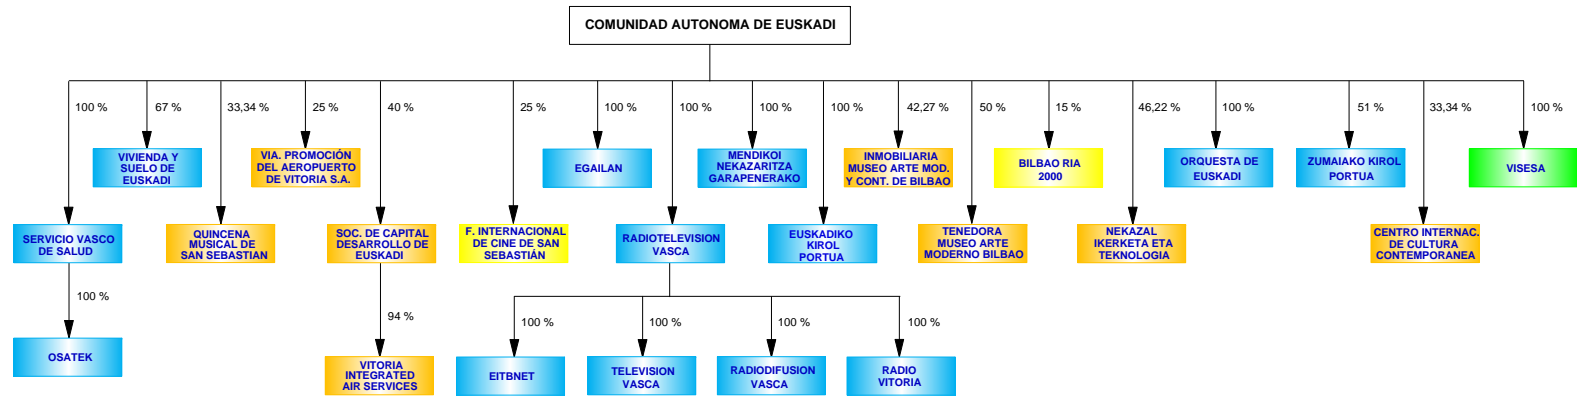 COMUNIDAD AUTONOMA DE EUSKADI
100 %
67 %
33,34 %
25 %
40 %
25 %
100 %
100 %
100 %
100 %
42,27 %
50 %
15 %
46,22 %
100 %
51 %
33,34 %
100 %
VIVIENDA Y
SUELO DE
EUSKADI
VIA. PROMOCIÓN
DEL AEROPUERTO
DE VITORIA S.A.
EGAILAN
MENDIKOI
NEKAZARITZA
GARAPENERAKO
INMOBILIARIA
MUSEO ARTE MOD.
Y CONT. DE BILBAO
BILBAO RIA
2000
ORQUESTA DE
EUSKADI
ZUMAIAKO KIROL
PORTUA
VISESA
SERVICIO VASCO
DE SALUD
QUINCENA
MUSICAL DE
SAN SEBASTIAN
SOC. DE CAPITAL
DESARROLLO DE
EUSKADI
F. INTERNACIONAL
DE CINE DE SAN
SEBASTIÁN
RADIOTELEVISION
VASCA
EUSKADIKO
KIROL
PORTUA
TENEDORA
MUSEO ARTE
MODERNO BILBAO
NEKAZAL
IKERKETA ETA
TEKNOLOGIA
CENTRO INTERNAC.
DE CULTURA
CONTEMPORANEA
100 %
94 %
100 %
100 %
100 %
100 %
OSATEK
VITORIA
INTEGRATED
AIR SERVICES
EITBNET
TELEVISION
VASCA
RADIODIFUSION
VASCA
RADIO
VITORIA